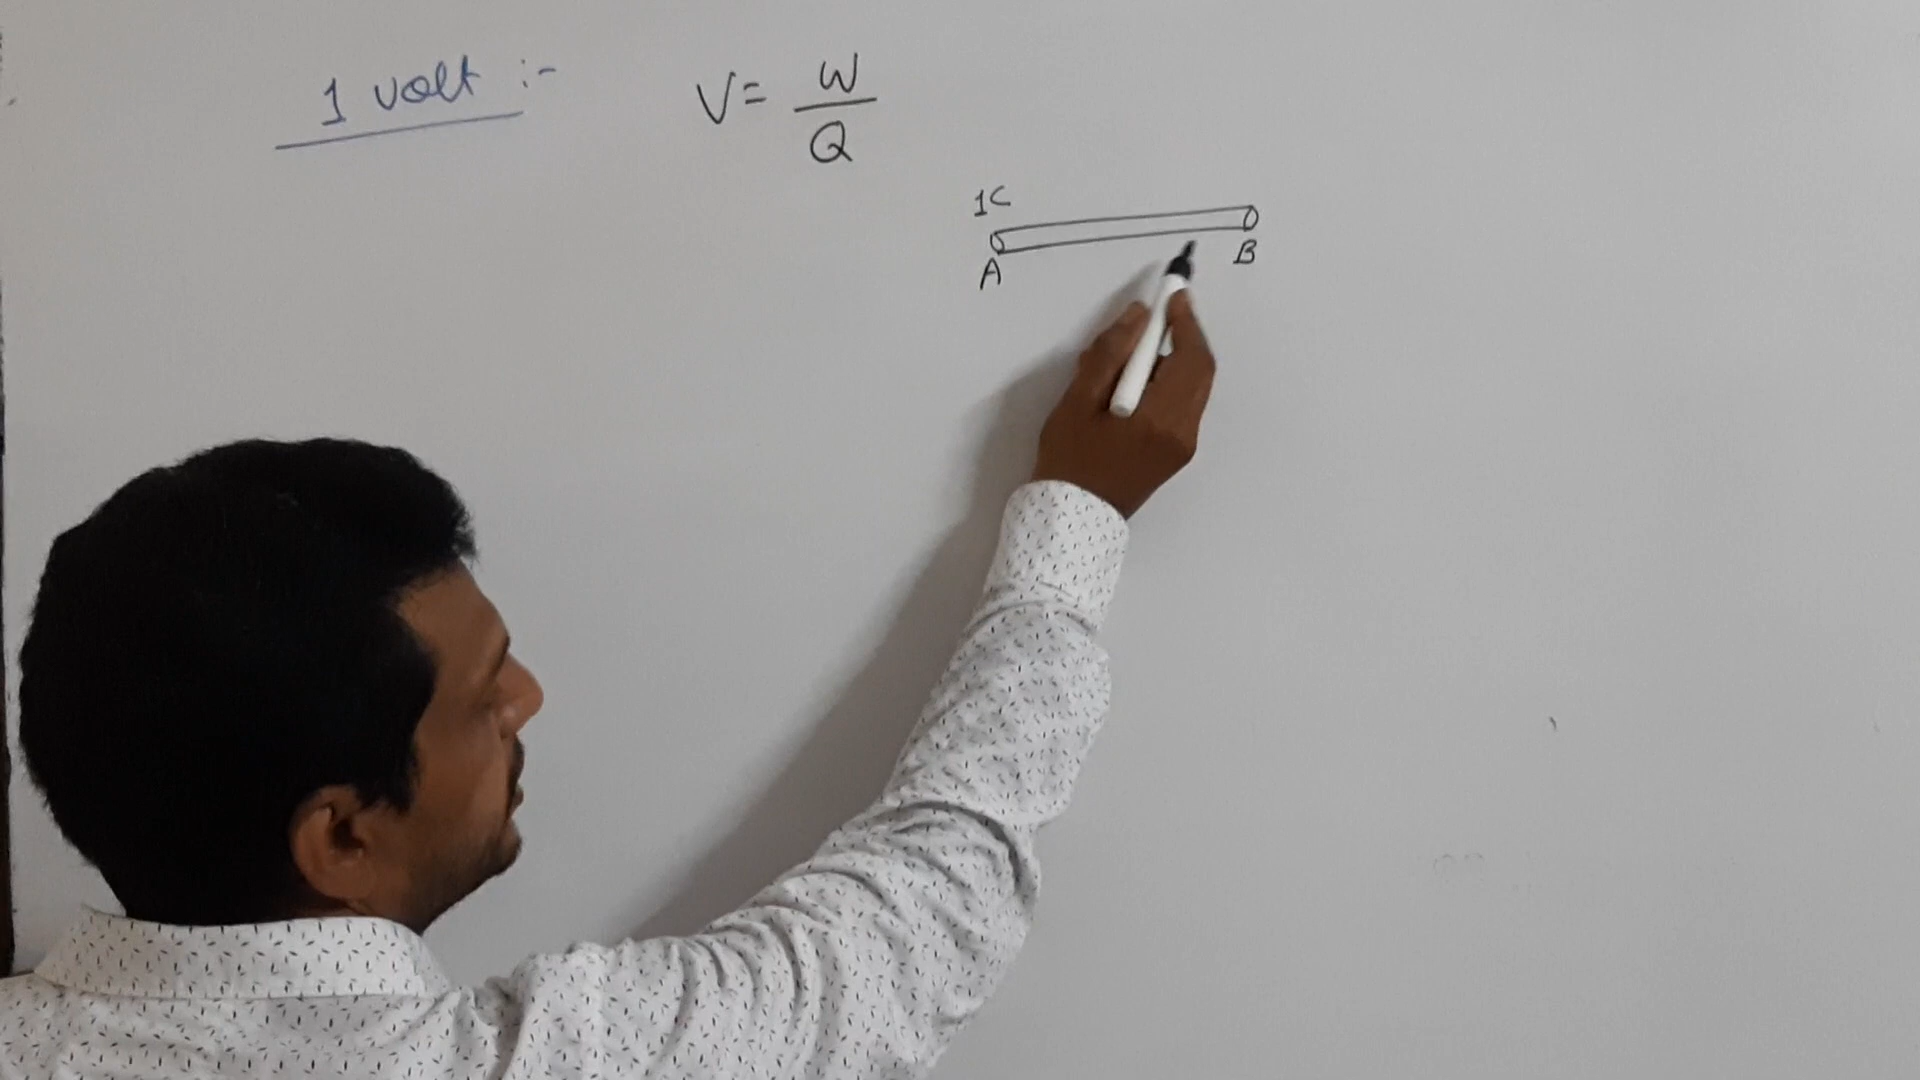 1 volt :-
V = W/Q
1C
A
B